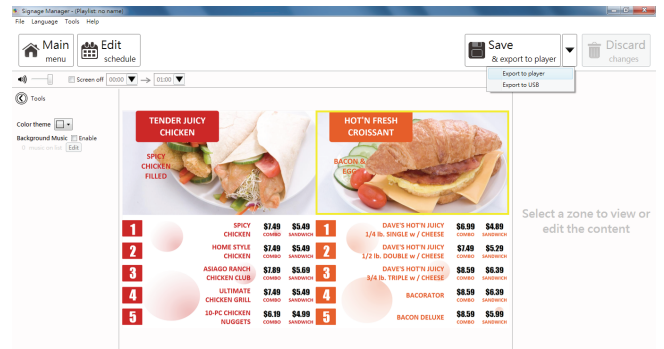 Signage Manager - (Playlist: no name)
File Language Tools Help
Main
menu
Edit
schedule
Save
& export to player
Discard
changes
Export to player
Export to USB
Screen off 00:00 → 01:00
Tools
Color theme
Background Music Enable
Edit
TENDER JUICY
CHICKEN
SPICY
CHICKEN
FILLED
HOT'N FRESH
CROISSANT
BACON &
EGG
Select a zone to view or
edit the content
1 SPICY CHICKEN $7.49 COMBO $5.49 SANDWICH
2 HOME STYLE CHICKEN $7.49 COMBO $5.49 SANDWICH
3 ASIAGO RANCH CHICKEN CLUB $7.89 COMBO $5.69 SANDWICH
4 ULTIMATE CHICKEN GRILL $7.49 COMBO $5.49 SANDWICH
5 10-PC CHICKEN NUGGETS $6.19 COMBO $4.99 SANDWICH
1 DAVE'S HOT'N JUICY 1/4 lb. SINGLE w/ CHEESE $6.99 COMBO $4.89 SANDWICH
2 DAVE'S HOT'N JUICY 1/2 lb. DOUBLE w/ CHEESE $7.49 COMBO $5.29 SANDWICH
3 DAVE'S HOT'N JUICY 3/4 lb. TRIPLE w/ CHEESE $8.59 COMBO $6.39 SANDWICH
4 BACORATOR $8.59 COMBO $6.39 SANDWICH
5 BACON DELUXE $8.59 COMBO $5.99 SANDWICH